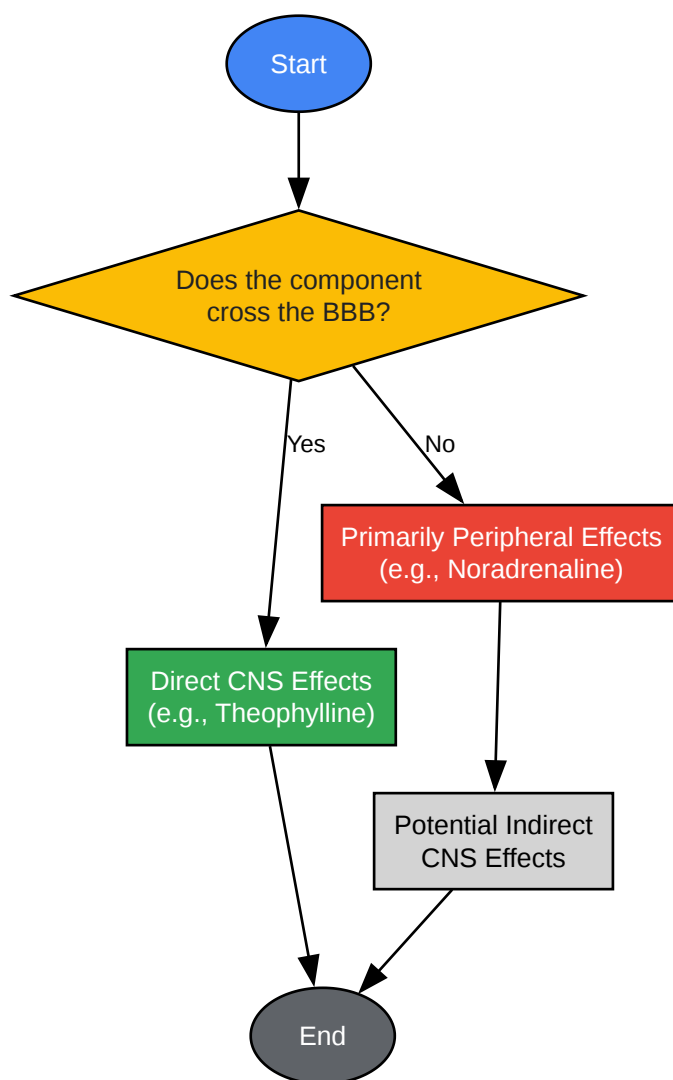 Start
Does the component
cross the BBB?
Yes
No
Primarily Peripheral Effects
(e.g., Noradrenaline)
Direct CNS Effects
(e.g., Theophylline)
Potential Indirect
CNS Effects
End